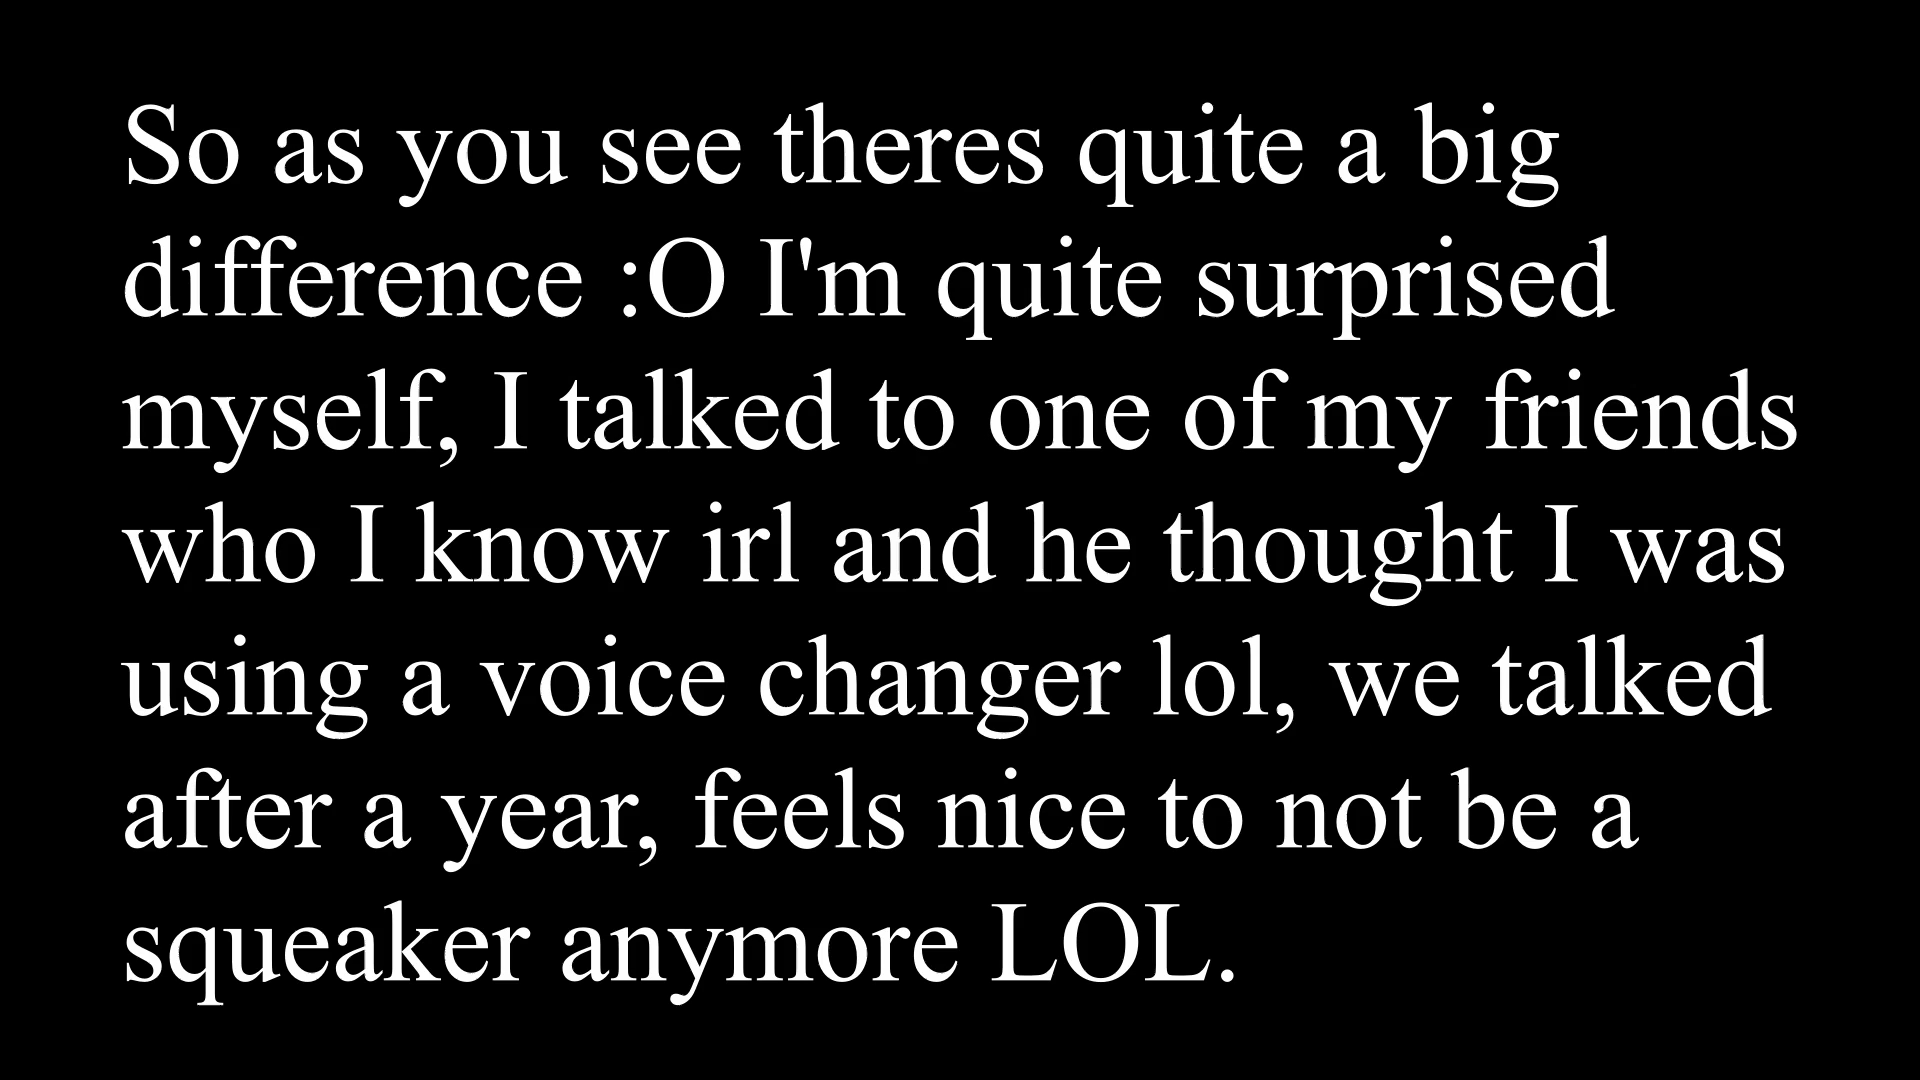 So as you see theres quite a big
difference :O I'm quite surprised
myself, I talked to one of my friends
who I know irl and he thought I was
using a voice changer lol, we talked
after a year, feels nice to not be a
squeaker anymore LOL.